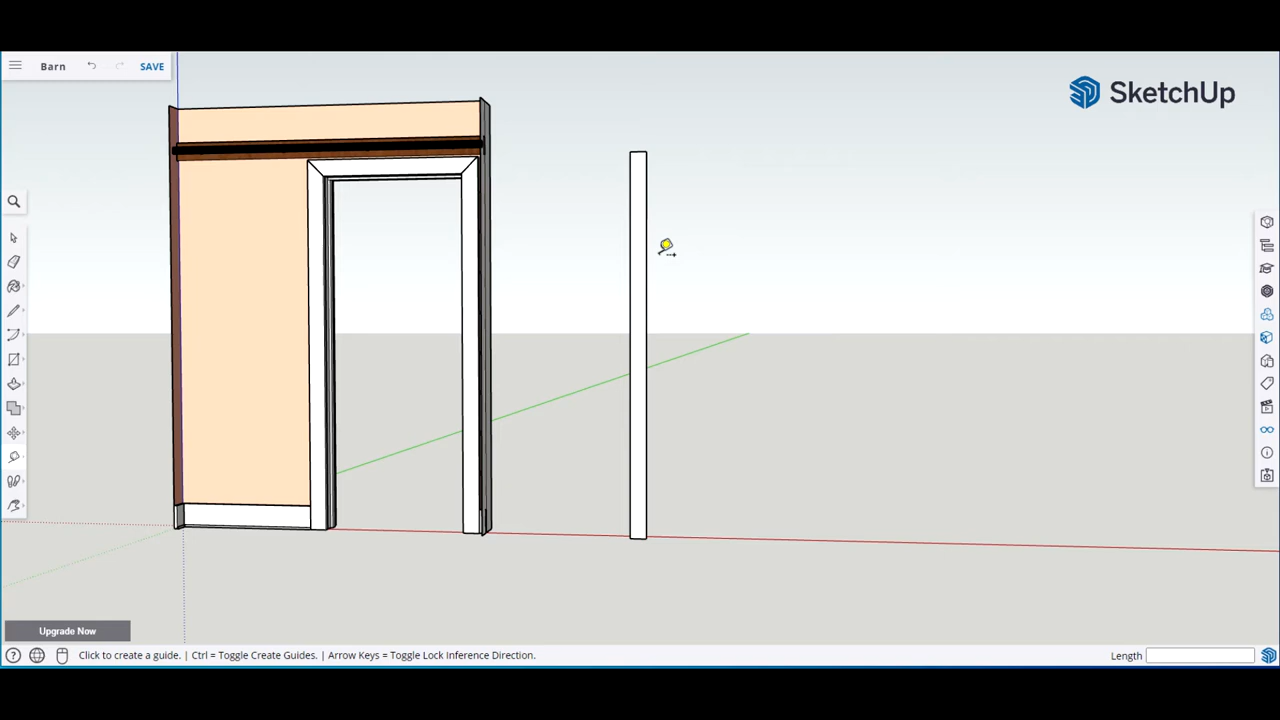 Barn
SAVE
SketchUp
Upgrade Now
Click to create a guide. | Ctrl = Toggle Create Guides. | Arrow Keys = Toggle Lock Inference Direction.
Length